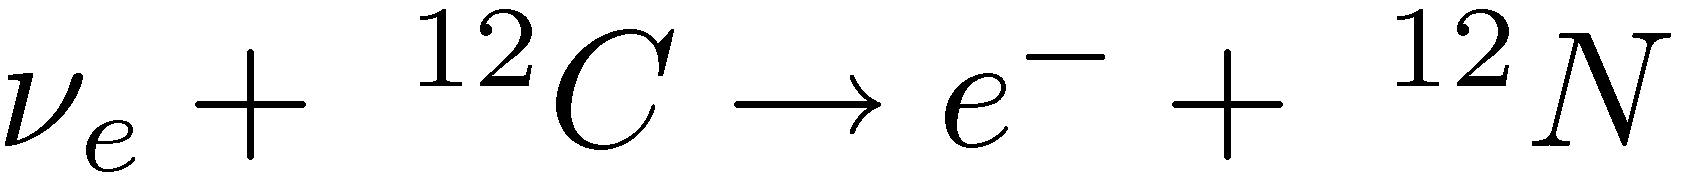 νₑ + ¹²C → e⁻ + ¹²N